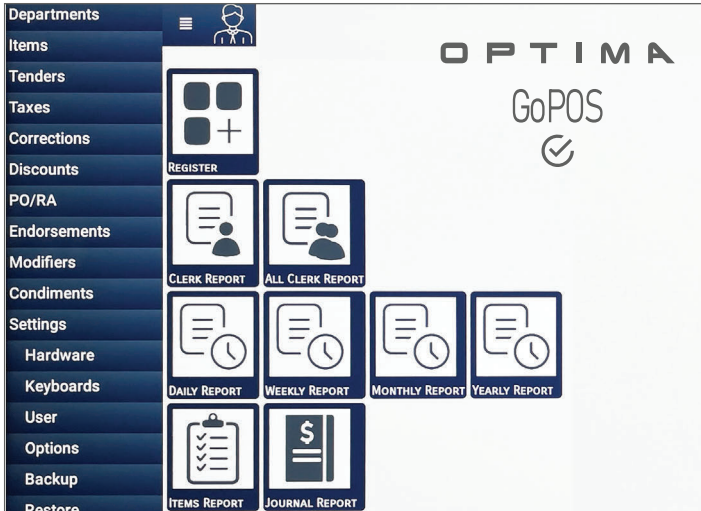 Departments
Items
Tenders
Taxes
Corrections
Discounts
PO/RA
Endorsements
Modifiers
Condiments
Settings
Hardware
Keyboards
User
Options
Backup
Restore
OPTIMA
GoPOS
REGISTER
CLERK REPORT
ALL CLERK REPORT
DAILY REPORT
WEEKLY REPORT
MONTHLY REPORT
YEARLY REPORT
$
ITEMS REPORT
JOURNAL REPORT